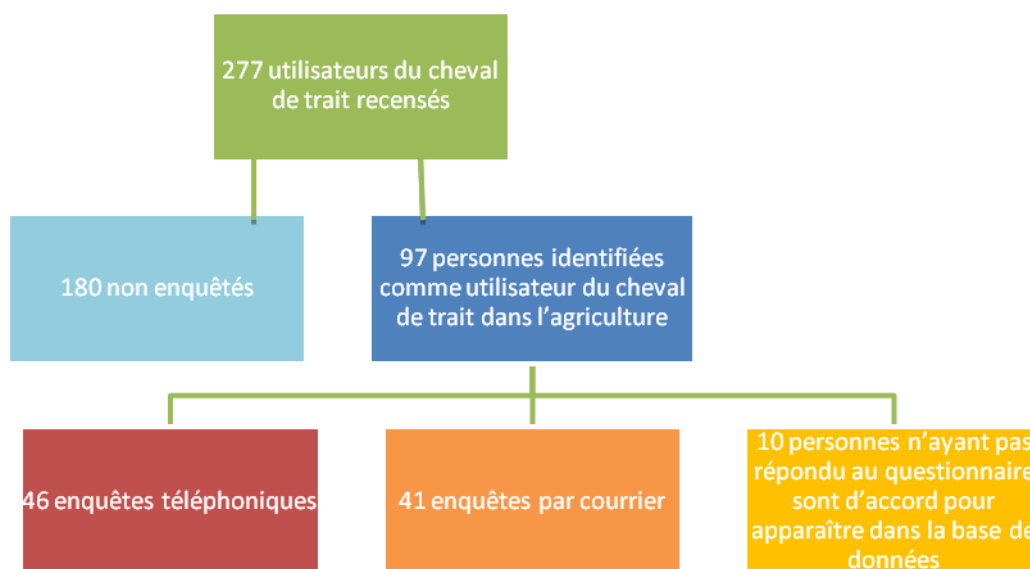 277 utilisateurs du cheval
de trait recensés
180 non enquêtés
97 personnes identifiées
comme utilisateur du cheval
de trait dans l'agriculture
46 enquêtes téléphoniques
41 enquêtes par courrier
10 personnes n'ayant pas
répondu au questionnaire
sont d'accord pour
apparaître dans la base de
données